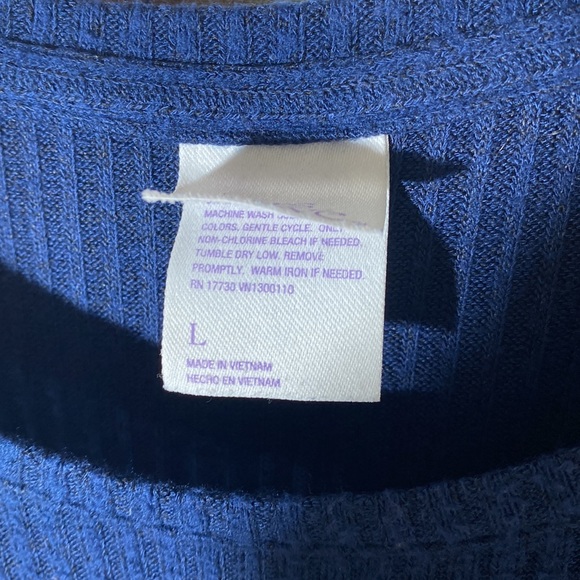 MACHINE WASH
COLORS. GENTLE CYCLE. ONLY
NON-CHLORINE BLEACH IF NEEDED.
TUMBLE DRY LOW. REMOVE
PROMPTLY. WARM IRON IF NEEDED.
RN 17730 VN1300110
L
MADE IN VIETNAM
HECHO EN VIETNAM